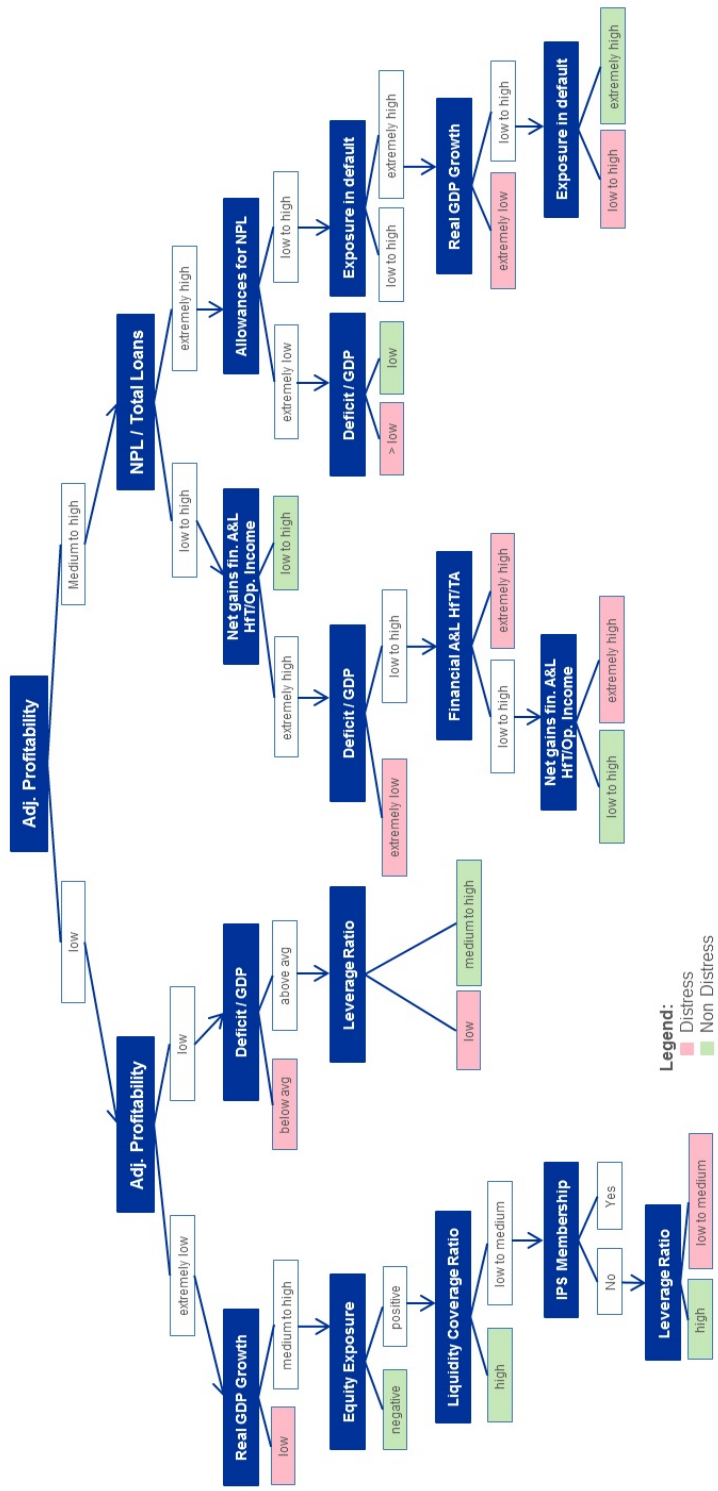 Adj. Profitability
low
Medium to high
Adj. Profitability
NPL / Total Loans
extremely low
low
low to high
extremely high
Real GDP Growth
Deficit / GDP
Net gains fin. A&L
HfT/Op. Income
Allowances for NPL
low
medium to high
below avg
above avg
extremely high
low to high
extremely low
low to high
Equity Exposure
Leverage Ratio
Deficit / GDP
Deficit / GDP
Exposure in default
negative
positive
extremely low
low to high
> low
low
low to high
extremely high
Liquidity Coverage Ratio
low
medium to high
Financial A&L HfT/TA
Real GDP Growth
high
low to medium
low to high
extremely high
extremely low
low to high
IPS Membership
Net gains fin. A&L
HfT/Op. Income
Exposure in default
No
Yes
low to high
extremely high
low to high
extremely high
Leverage Ratio
high
low to medium
Legend:
Distress
Non Distress